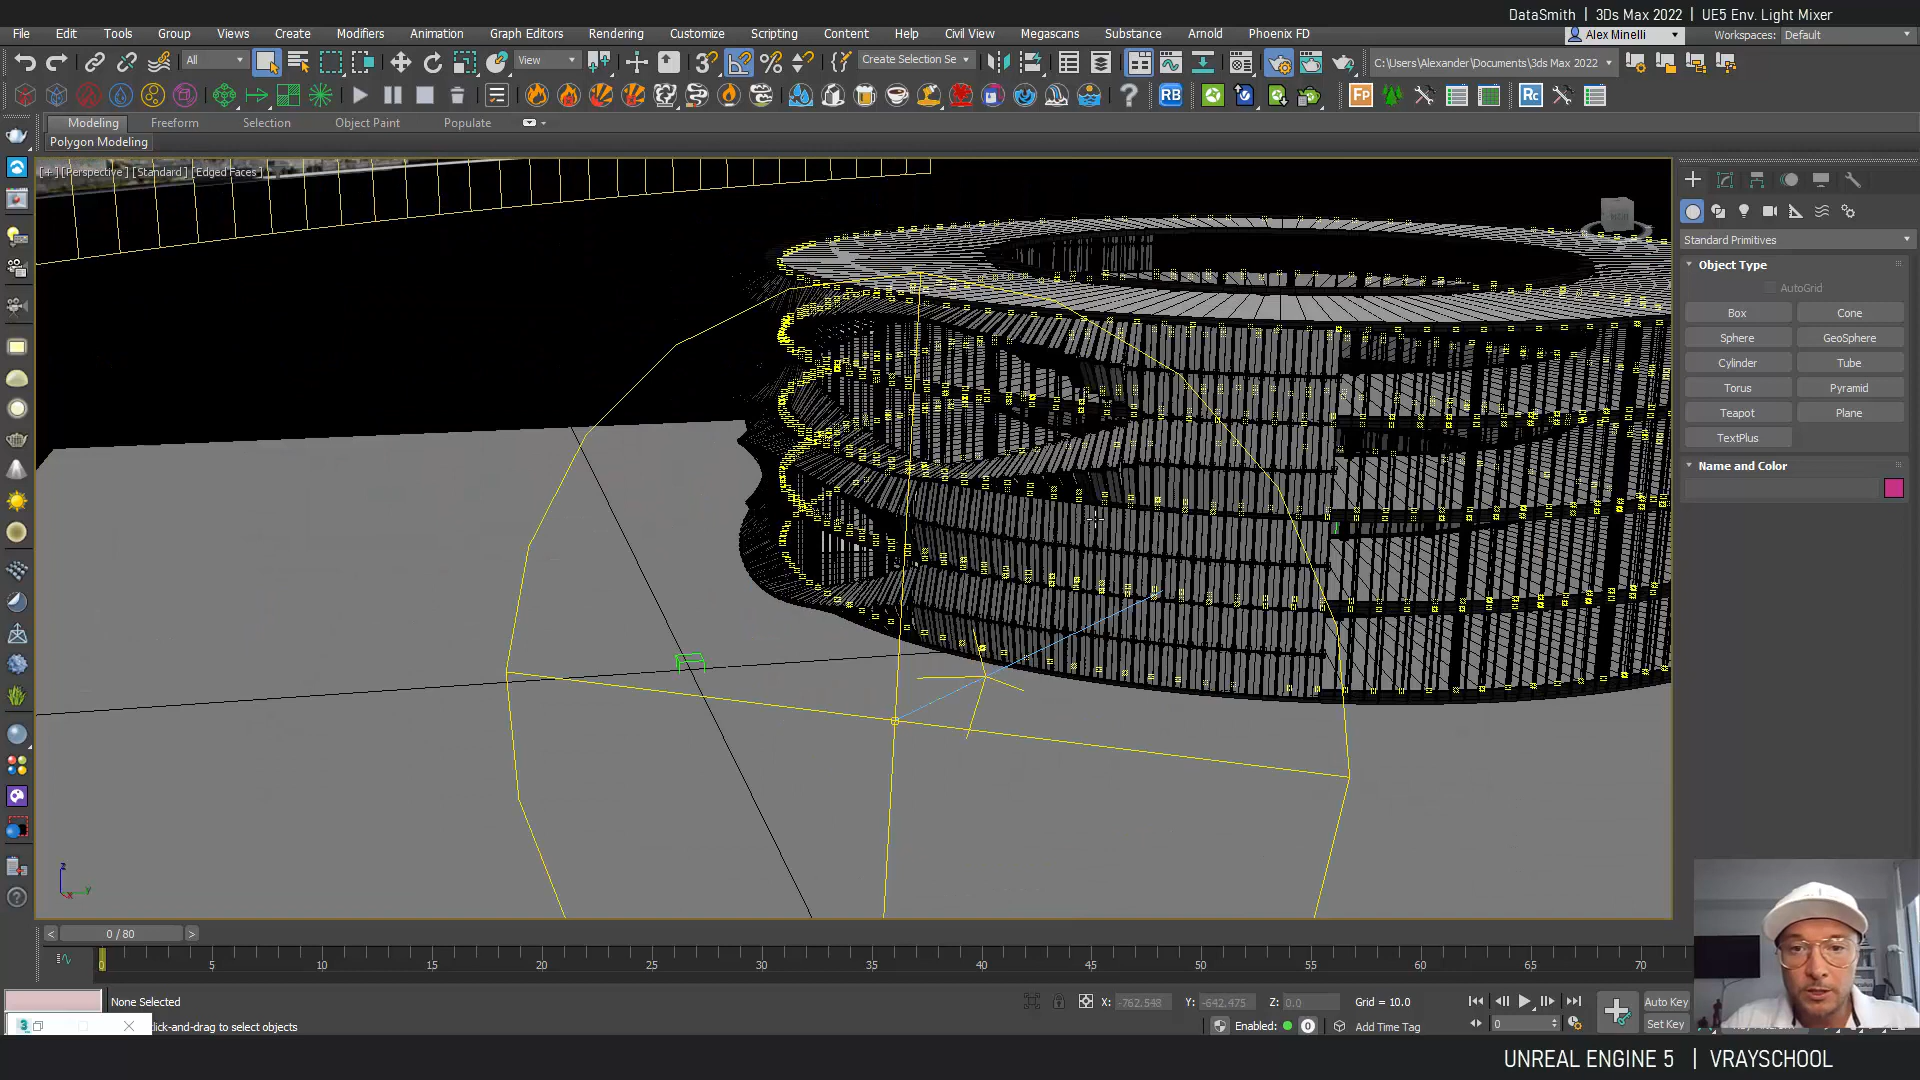 DataSmith | 3Ds Max 2022 | UE5 Env. Light Mixer
File Edit Tools Group Views Create Modifiers Animation Graph Editors Rendering Customize Scripting Content Help Civil View Megascans Substance Arnold Phoenix FD Alex Minelli Workspaces: Default
All View Create Selection Se C:\Users\Alexander\Documents\3ds Max 2022
RB Fp Rc
Modeling Freeform Selection Object Paint Populate
Polygon Modeling
[+] [Perspective ] [Standard ] [Edged Faces ]
Standard Primitives
Object Type
AutoGrid
Box Cone
Sphere GeoSphere
Cylinder Tube
Torus Pyramid
Teapot Plane
TextPlus
Name and Color
z
y
x
< 0 / 80 >
0 5 10 15 20 25 30 35 40 45 50 55 60 65 70
None Selected X: -762.548 Y: -642.475 Z: 0.0 Grid = 10.0 Auto Key
click-and-drag to select objects Enabled: 0 Add Time Tag 0 Set Key
UNREAL ENGINE 5 | VRAYSCHOOL